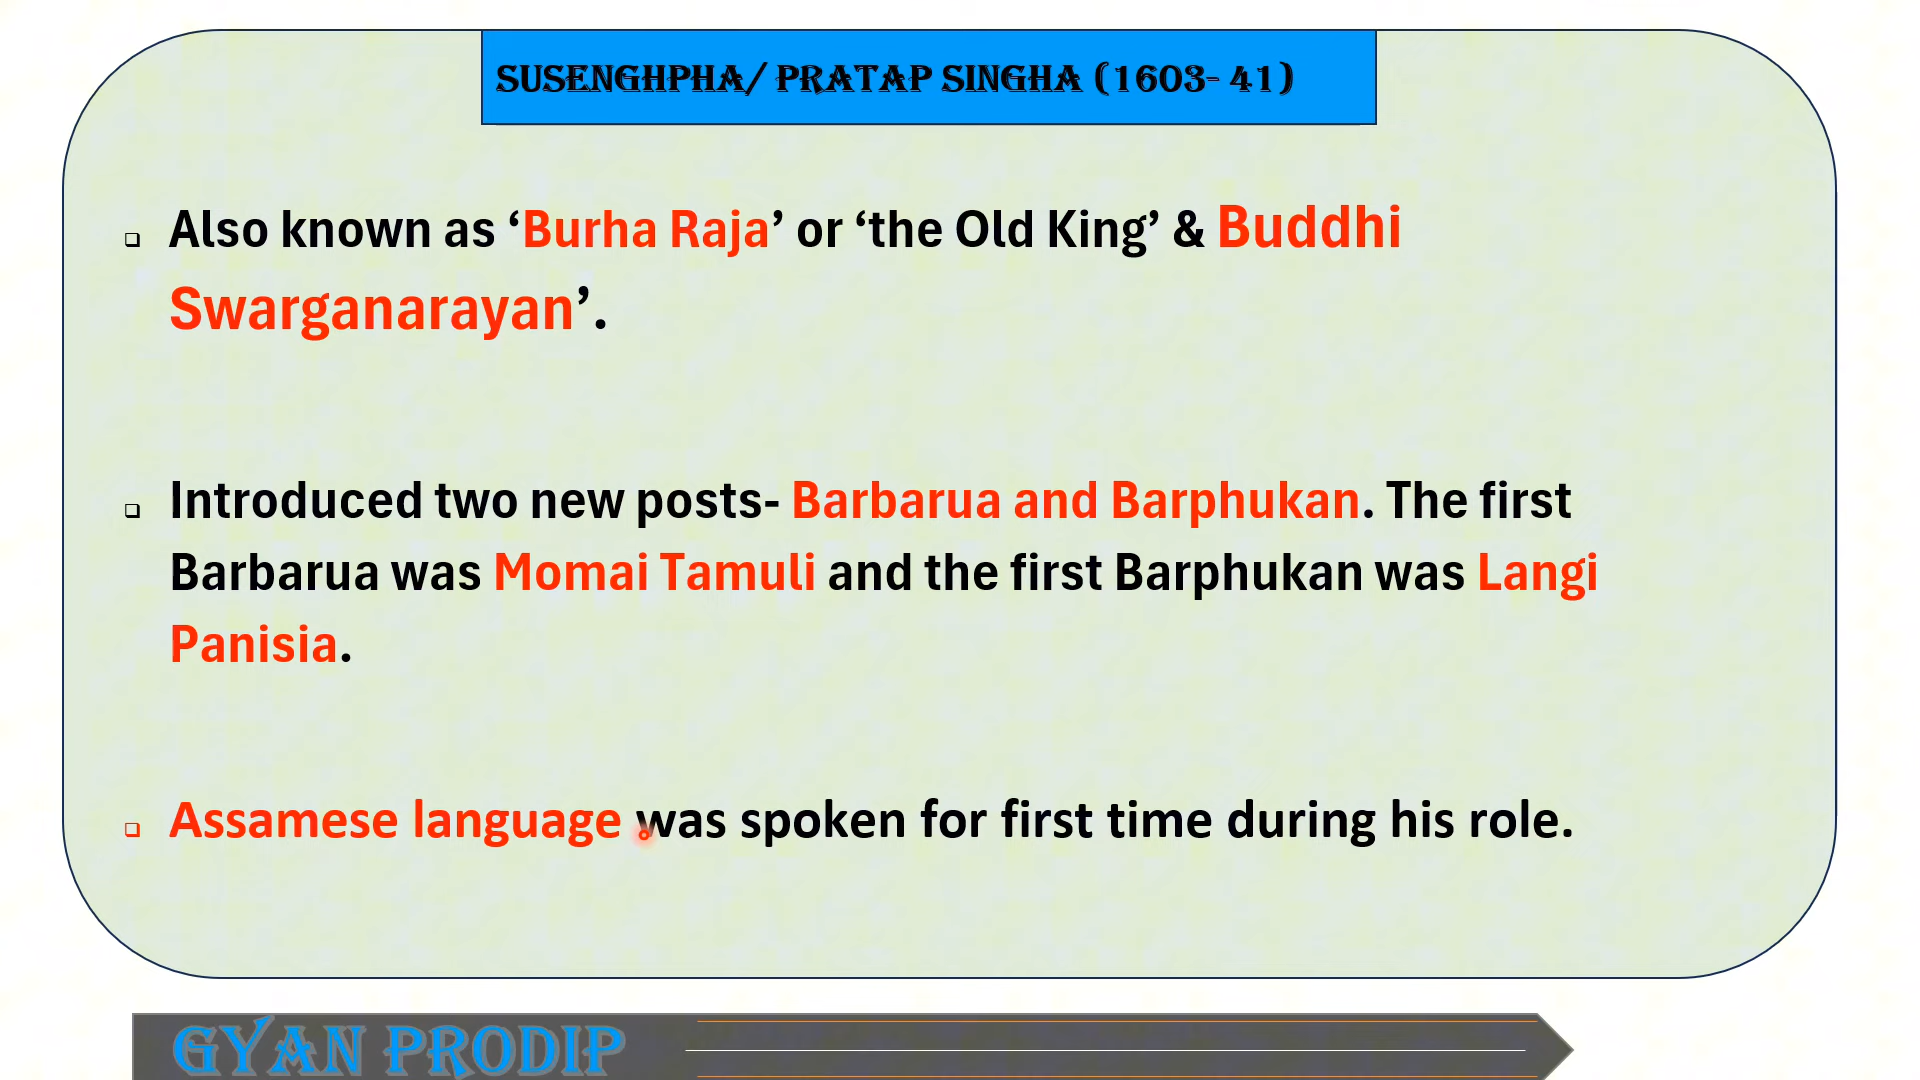 SUSENGHPHA/ PRATAP SINGHA (1603- 41)
Also known as ‘Burha Raja’ or ‘the Old King’ & Buddhi
Swarganarayan’.
Introduced two new posts- Barbarua and Barphukan. The first
Barbarua was Momai Tamuli and the first Barphukan was Langi
Panisia.
Assamese language was spoken for first time during his role.
GYAN PRODIP